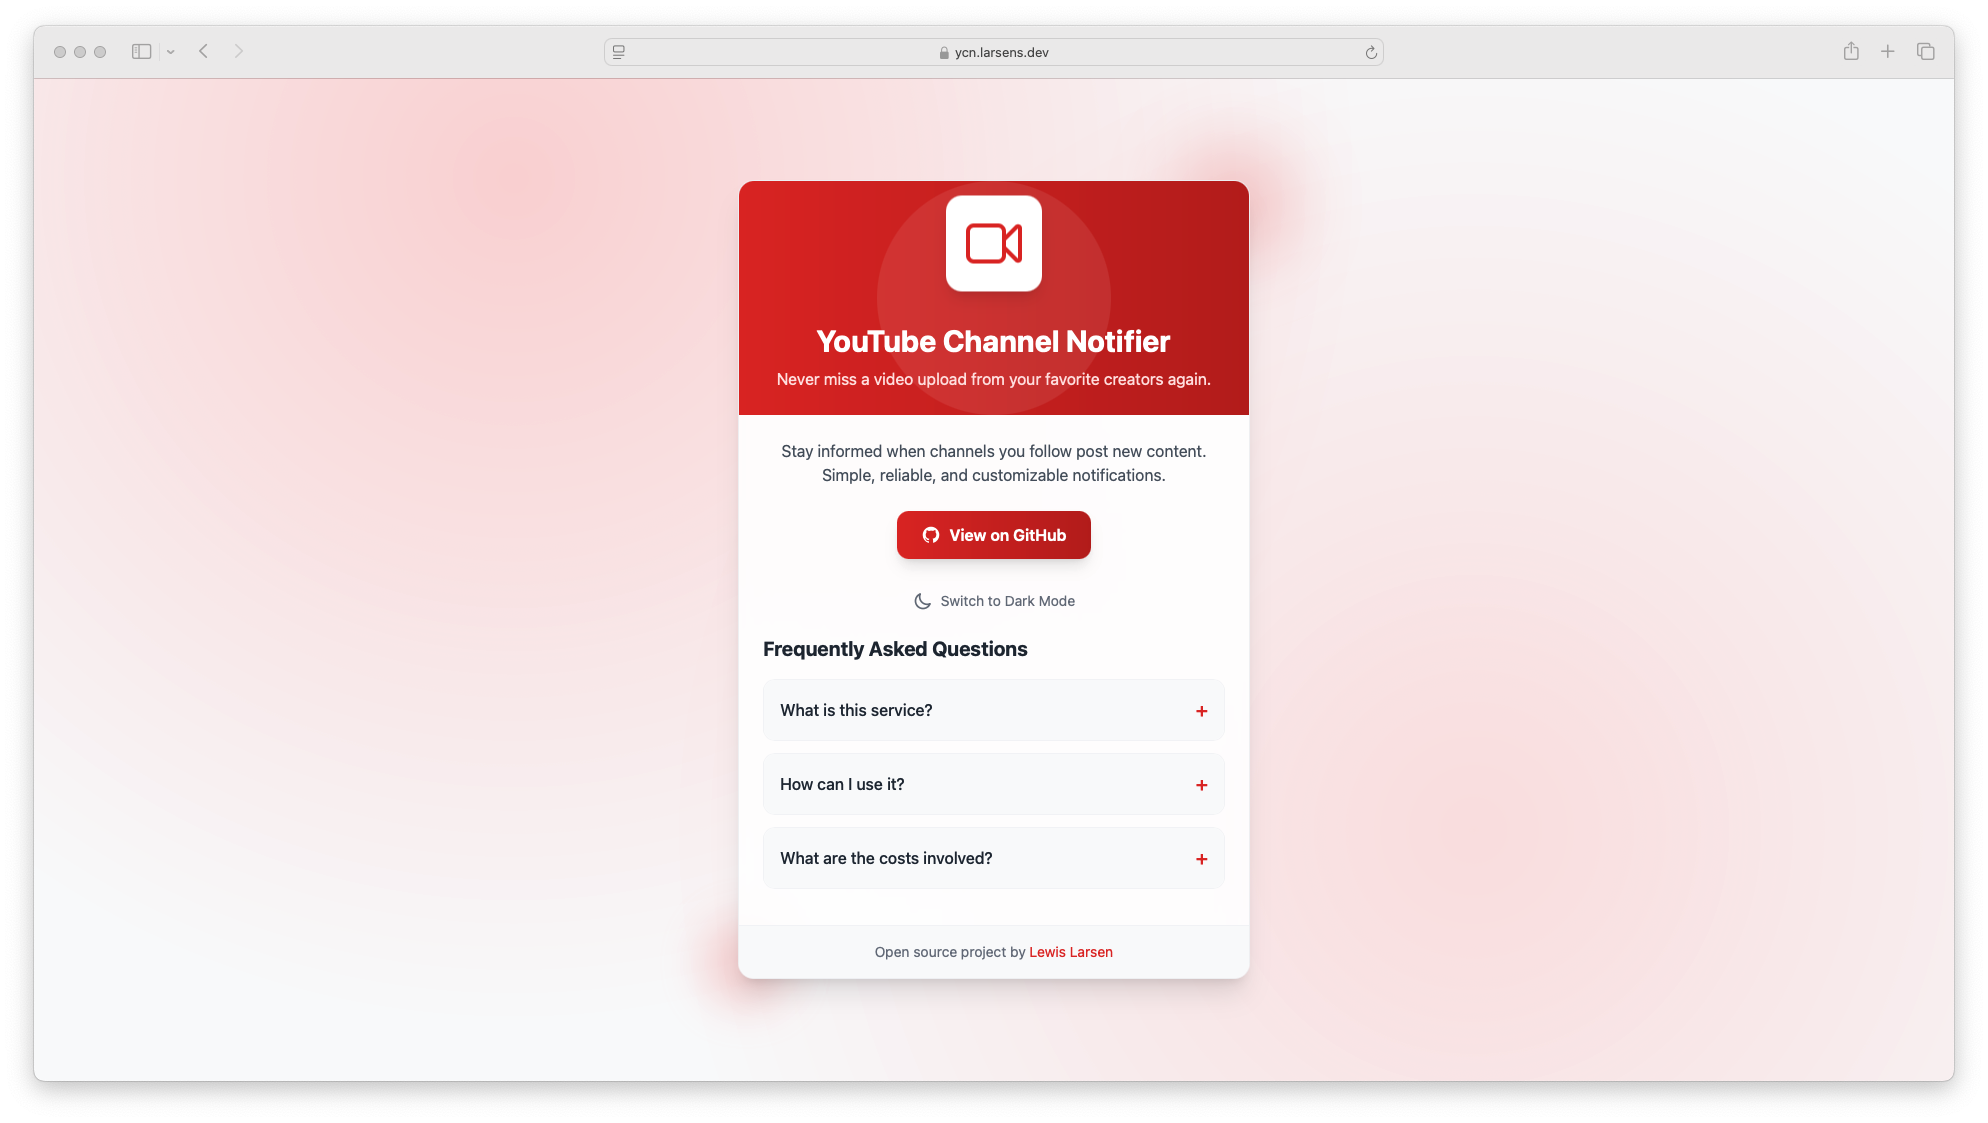 ycn.larsens.dev
YouTube Channel Notifier
Never miss a video upload from your favorite creators again.
Stay informed when channels you follow post new content.
Simple, reliable, and customizable notifications.
View on GitHub
Switch to Dark Mode
Frequently Asked Questions
What is this service?
+
How can I use it?
+
What are the costs involved?
+
Open source project by Lewis Larsen